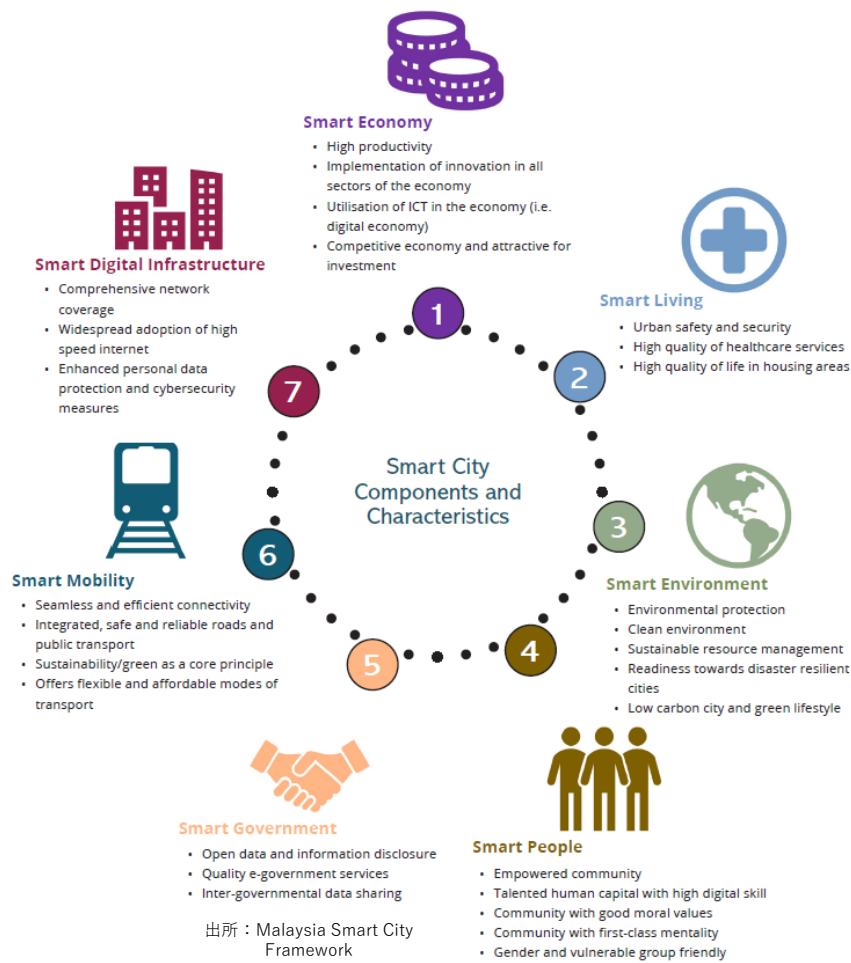 Smart Economy
• High productivity
• Implementation of innovation in all
sectors of the economy
• Utilisation of ICT in the economy (i.e.
digital economy)
• Competitive economy and attractive for
investment
1
Smart Living
• Urban safety and security
• High quality of healthcare services
• High quality of life in housing areas
2
Smart Environment
• Environmental protection
• Clean environment
• Sustainable resource management
• Readiness towards disaster resilient
cities
• Low carbon city and green lifestyle
3
Smart People
• Empowered community
• Talented human capital with high digital skill
• Community with good moral values
• Community with first-class mentality
• Gender and vulnerable group friendly
4
Smart Government
• Open data and information disclosure
• Quality e-government services
• Inter-governmental data sharing
5
Smart Mobility
• Seamless and efficient connectivity
• Integrated, safe and reliable roads and
public transport
• Sustainability/green as a core principle
• Offers flexible and affordable modes of
transport
6
Smart Digital Infrastructure
• Comprehensive network
coverage
• Widespread adoption of high
speed internet
• Enhanced personal data
protection and cybersecurity
measures
7
Smart City
Components and
Characteristics
出所：Malaysia Smart City
Framework